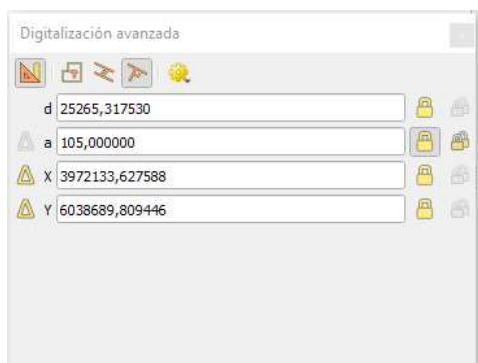 Digitalización avanzada
d 25265,317530
a 105,000000
X 3972133,627588
Y 6038689,809446